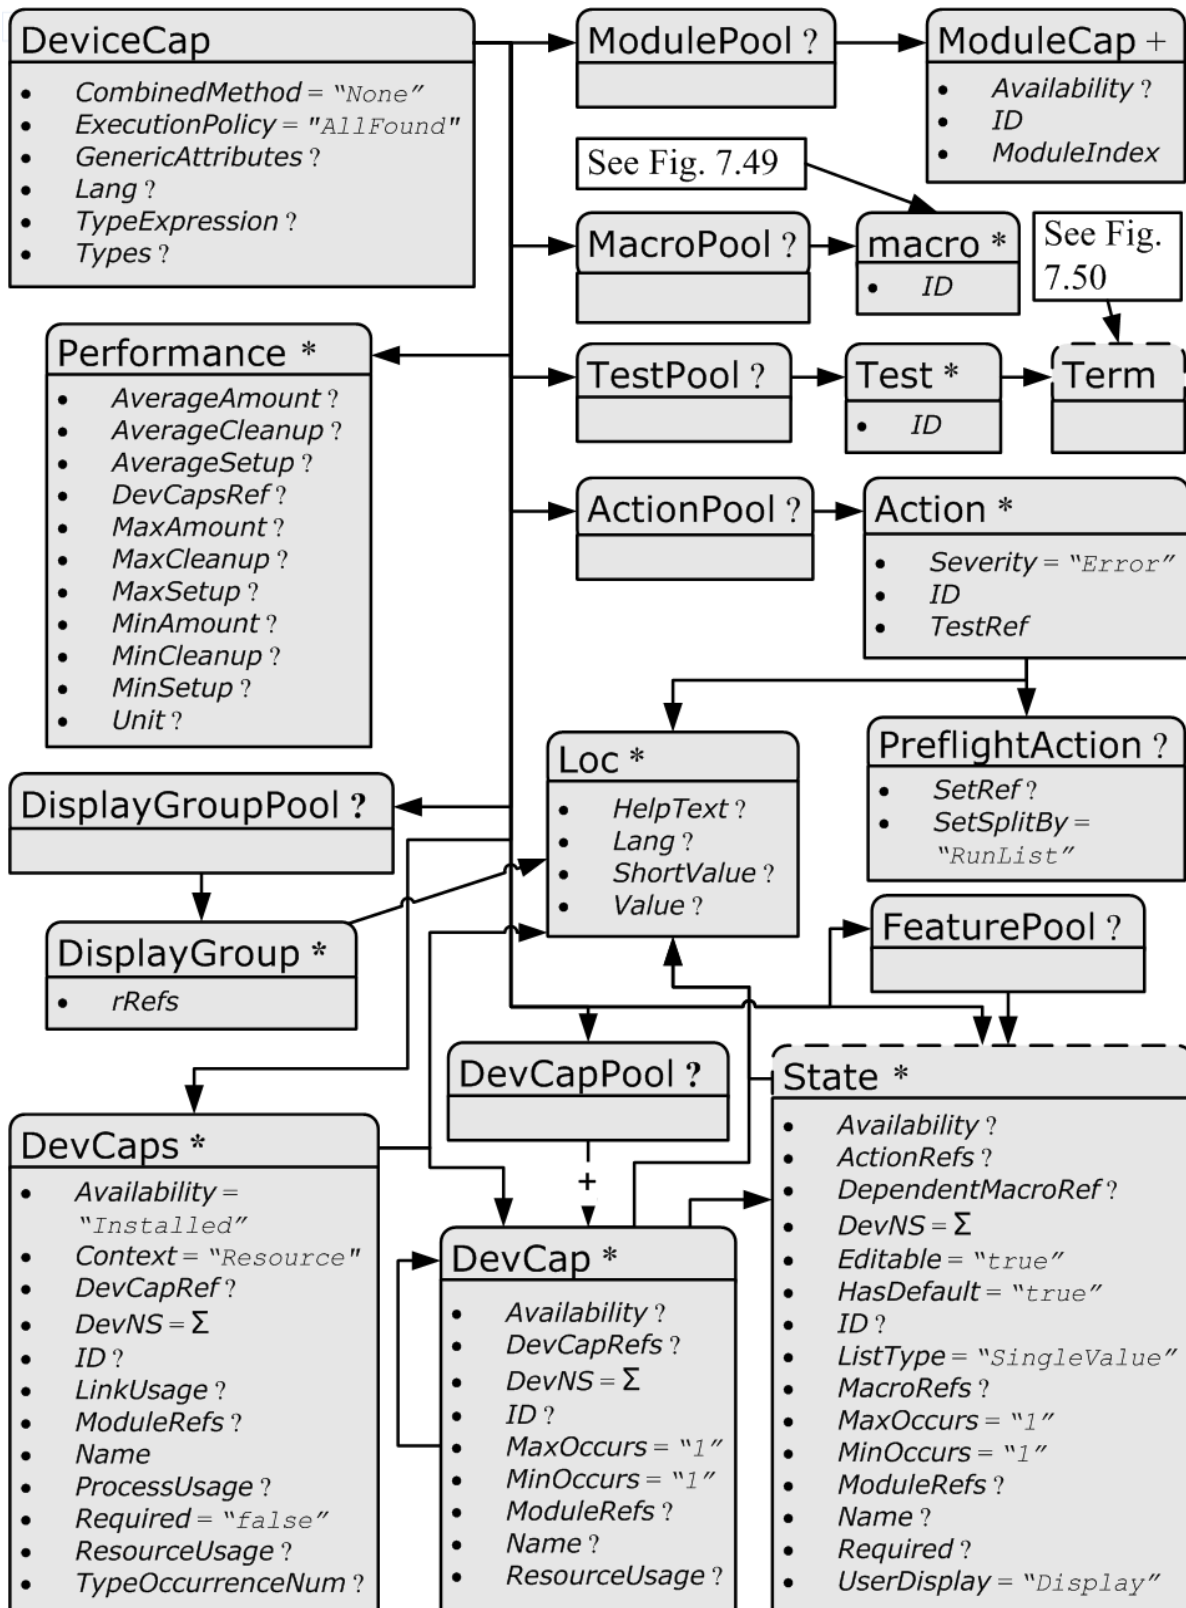 DeviceCap
• CombinedMethod = “None”
• ExecutionPolicy = "AllFound"
• GenericAttributes ?
• Lang ?
• TypeExpression ?
• Types ?
ModulePool ?
ModuleCap +
• Availability ?
• ID
• ModuleIndex
See Fig. 7.49
MacroPool ?
macro *
• ID
See Fig.
7.50
Performance *
• AverageAmount ?
• AverageCleanup ?
• AverageSetup ?
• DevCapsRef ?
• MaxAmount ?
• MaxCleanup ?
• MaxSetup ?
• MinAmount ?
• MinCleanup ?
• MinSetup ?
• Unit ?
TestPool ?
Test *
• ID
Term
ActionPool ?
Action *
• Severity = “Error”
• ID
• TestRef
Loc *
• HelpText ?
• Lang ?
• ShortValue ?
• Value ?
PreflightAction ?
• SetRef ?
• SetSplitBy =
“RunList”
DisplayGroupPool ?
DisplayGroup *
• rRefs
FeaturePool ?
DevCapPool ?
+
DevCaps *
• Availability =
“Installed”
• Context = “Resource"
• DevCapRef ?
• DevNS = Σ
• ID ?
• LinkUsage ?
• ModuleRefs ?
• Name
• ProcessUsage ?
• Required = “false”
• ResourceUsage ?
• TypeOccurrenceNum ?
DevCap *
• Availability ?
• DevCapRefs ?
• DevNS = Σ
• ID ?
• MaxOccurs = “1”
• MinOccurs = “1”
• ModuleRefs ?
• Name ?
• ResourceUsage ?
State *
• Availability ?
• ActionRefs ?
• DependentMacroRef ?
• DevNS = Σ
• Editable = “true”
• HasDefault = “true”
• ID ?
• ListType = “SingleValue”
• MacroRefs ?
• MaxOccurs = “1”
• MinOccurs = “1”
• ModuleRefs ?
• Name ?
• Required ?
• UserDisplay = “Display”